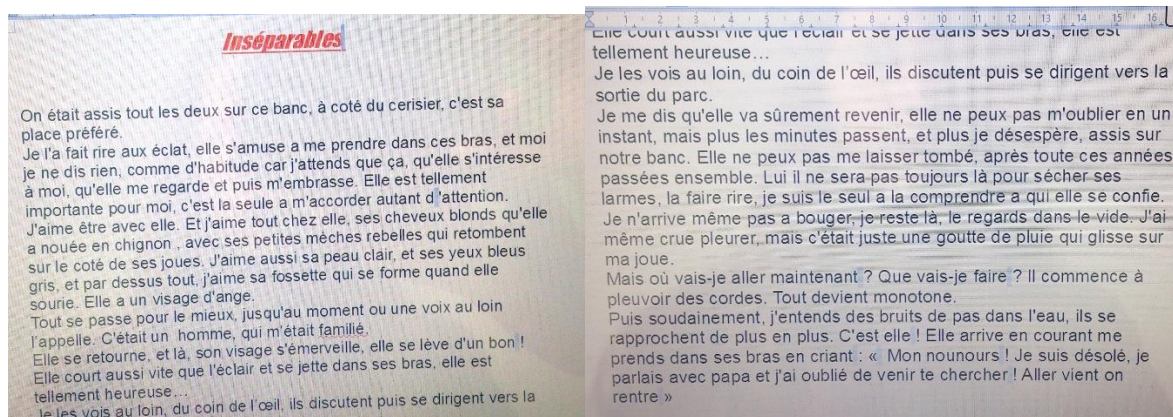 Inséparables
On était assis tout les deux sur ce banc, à coté du cerisier, c'est sa
place préféré.
Je l'a fait rire aux éclat, elle s'amuse a me prendre dans ces bras, et moi
je ne dis rien, comme d'habitude car j'attends que ça, qu'elle s'intéresse
à moi, qu'elle me regarde et puis m'embrasse. Elle est tellement
importante pour moi, c'est la seule a m'accorder autant d'attention.
J'aime être avec elle. Et j'aime tout chez elle, ses cheveux blonds qu'elle
a nouée en chignon , avec ses petites mèches rebelles qui retombent
sur le coté de ses joues. J'aime aussi sa peau clair, et ses yeux bleus
gris, et par dessus tout, j'aime sa fossette qui se forme quand elle
sourie. Elle a un visage d'ange.
Tout se passe pour le mieux, jusqu'au moment ou une voix au loin
l'appelle. C'était un homme, qui m'était familié.
Elle se retourne, et là, son visage s'émerveille, elle se lève d'un bon !
Elle court aussi vite que l'éclair et se jette dans ses bras, elle est
tellement heureuse…
Je les vois au loin, du coin de l'œil, ils discutent puis se dirigent vers la
1 2 3 4 5 6 7 8 9 10 11 12 13 14 15 16
Elle court aussi vite que l'éclair et se jette dans ses bras, elle est
tellement heureuse…
Je les vois au loin, du coin de l'œil, ils discutent puis se dirigent vers la
sortie du parc.
Je me dis qu'elle va sûrement revenir, elle ne peux pas m'oublier en un
instant, mais plus les minutes passent, et plus je désespère, assis sur
notre banc. Elle ne peux pas me laisser tombé, après toute ces années
passées ensemble. Lui il ne sera pas toujours là pour sécher ses
larmes, la faire rire, je suis le seul a la comprendre a qui elle se confie.
Je n'arrive même pas a bouger, je reste là, le regards dans le vide. J'ai
même crue pleurer, mais c'était juste une goutte de pluie qui glisse sur
ma joue.
Mais où vais-je aller maintenant ? Que vais-je faire ? Il commence à
pleuvoir des cordes. Tout devient monotone.
Puis soudainement, j'entends des bruits de pas dans l'eau, ils se
rapprochent de plus en plus. C'est elle ! Elle arrive en courant me
prends dans ses bras en criant : « Mon nounours ! Je suis désolé, je
parlais avec papa et j'ai oublié de venir te chercher ! Aller vient on
rentre »